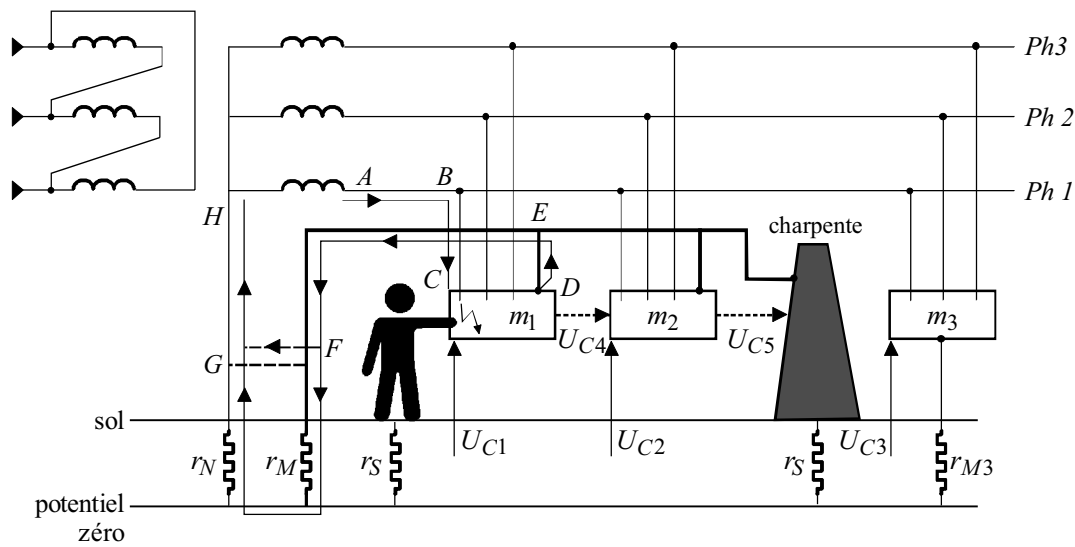 Ph3
Ph 2
A B
H Ph 1
E charpente
C D
m1 m2 m3
UC4 UC5
G F
sol
UC1 UC2 UC3
rN rM rS rS rM3
potentiel
zéro